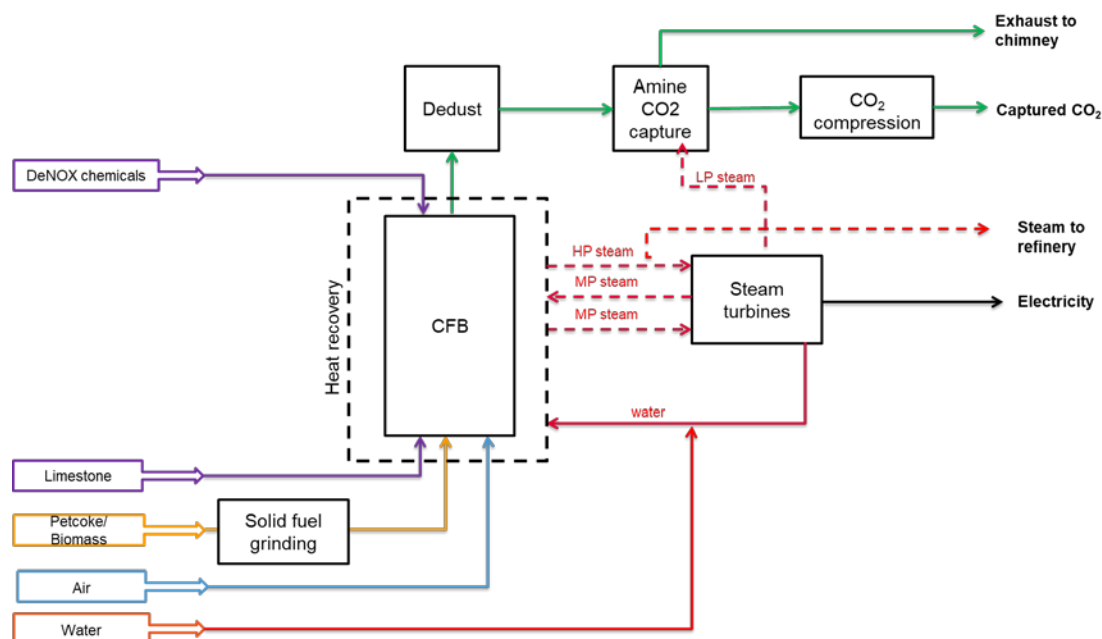 Exhaust to
chimney
Dedust
Amine
CO2
capture
CO₂
compression
Captured CO₂
DeNOX chemicals
LP steam
Steam to
refinery
HP steam
MP steam
Steam
turbines
Electricity
Heat recovery
CFB
MP steam
water
Limestone
Petcoke/
Biomass
Solid fuel
grinding
Air
Water